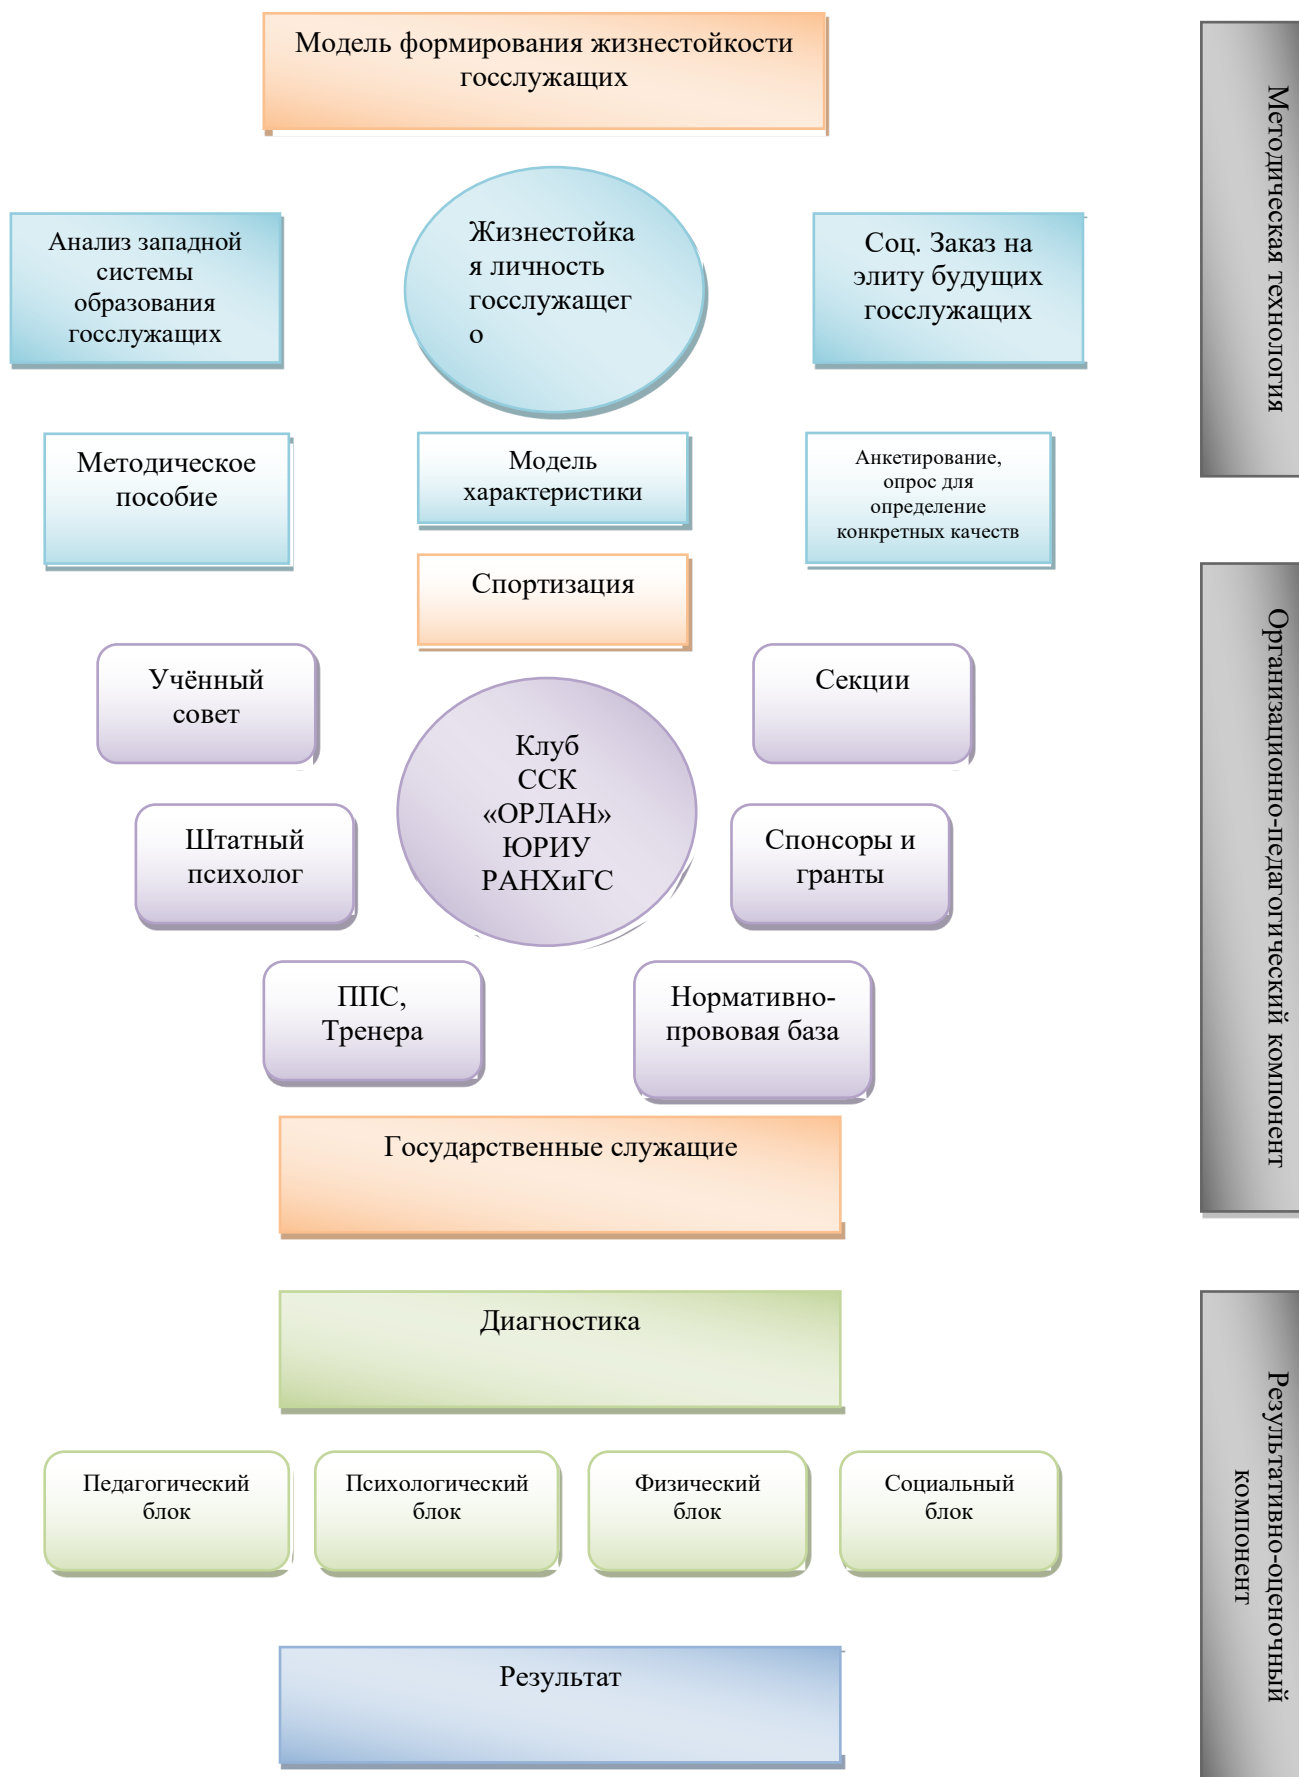 Модель формирования жизнестойкости
госслужащих
Анализ западной
системы
образования
госслужащих
Жизнестойка
я личность
госслужащег
о
Соц. Заказ на
элиту будущих
госслужащих
Методическое
пособие
Модель
характеристики
Анкетирование,
опрос для
определение
конкретных качеств
Методическая технология
Спортизация
Учённый
совет
Секции
Клуб
ССК
«ОРЛАН»
ЮРИУ
РАНХиГС
Штатный
психолог
Спонсоры и
гранты
ППС,
Тренера
Нормативно-
прововая база
Организационно-педагогический компонент
Государственные служащие
Диагностика
Педагогический
блок
Психологический
блок
Физический
блок
Социальный
блок
Результативно-оценочный
компонент
Результат